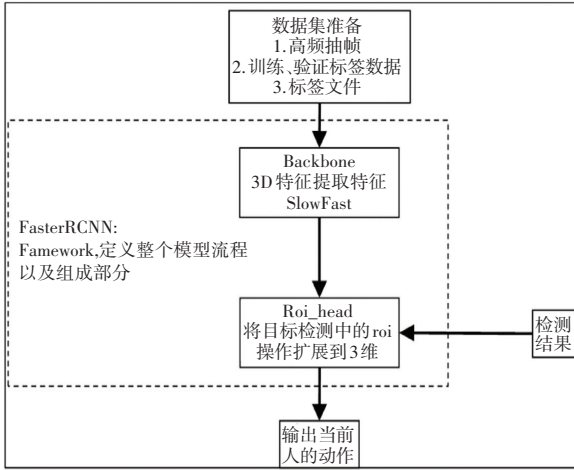 数据集准备
1.高频抽帧
2.训练、验证标签数据
3.标签文件
Backbone
3D特征提取特征
SlowFast
FasterRCNN:
Famework,定义整个模型流程
以及组成部分
Roi_head
将目标检测中的roi
操作扩展到3维
检测
结果
输出当前
人的动作